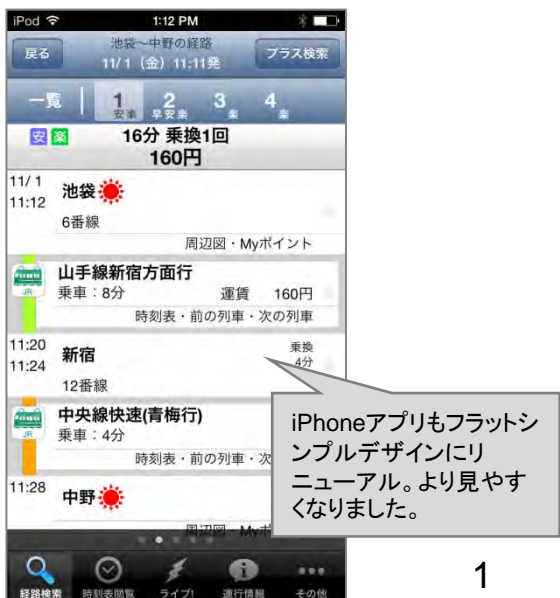 iPod 1:12 PM
戻る
池袋～中野の経路
11/1（金）11:11発
プラス検索
一覧
1 安楽
2 早安楽
3 楽
4 楽
安 楽 16分 乗換1回
160円
11/1
11:12
池袋
6番線
周辺図・Myポイント
山手線新宿方面行
JR
乗車：8分 運賃 160円
時刻表・前の列車・次の列車
11:20
11:24
新宿
乗換
4分
12番線
中央線快速(青梅行)
JR
乗車：4分
時刻表・前の列車・次
11:28
中野
周辺図・Myポ
経路検索 時刻表閲覧 ライブ! 運行情報 その他
iPhoneアプリもフラットシ
ンプルデザインにリ
ニューアル。より見やす
くなりました。
1